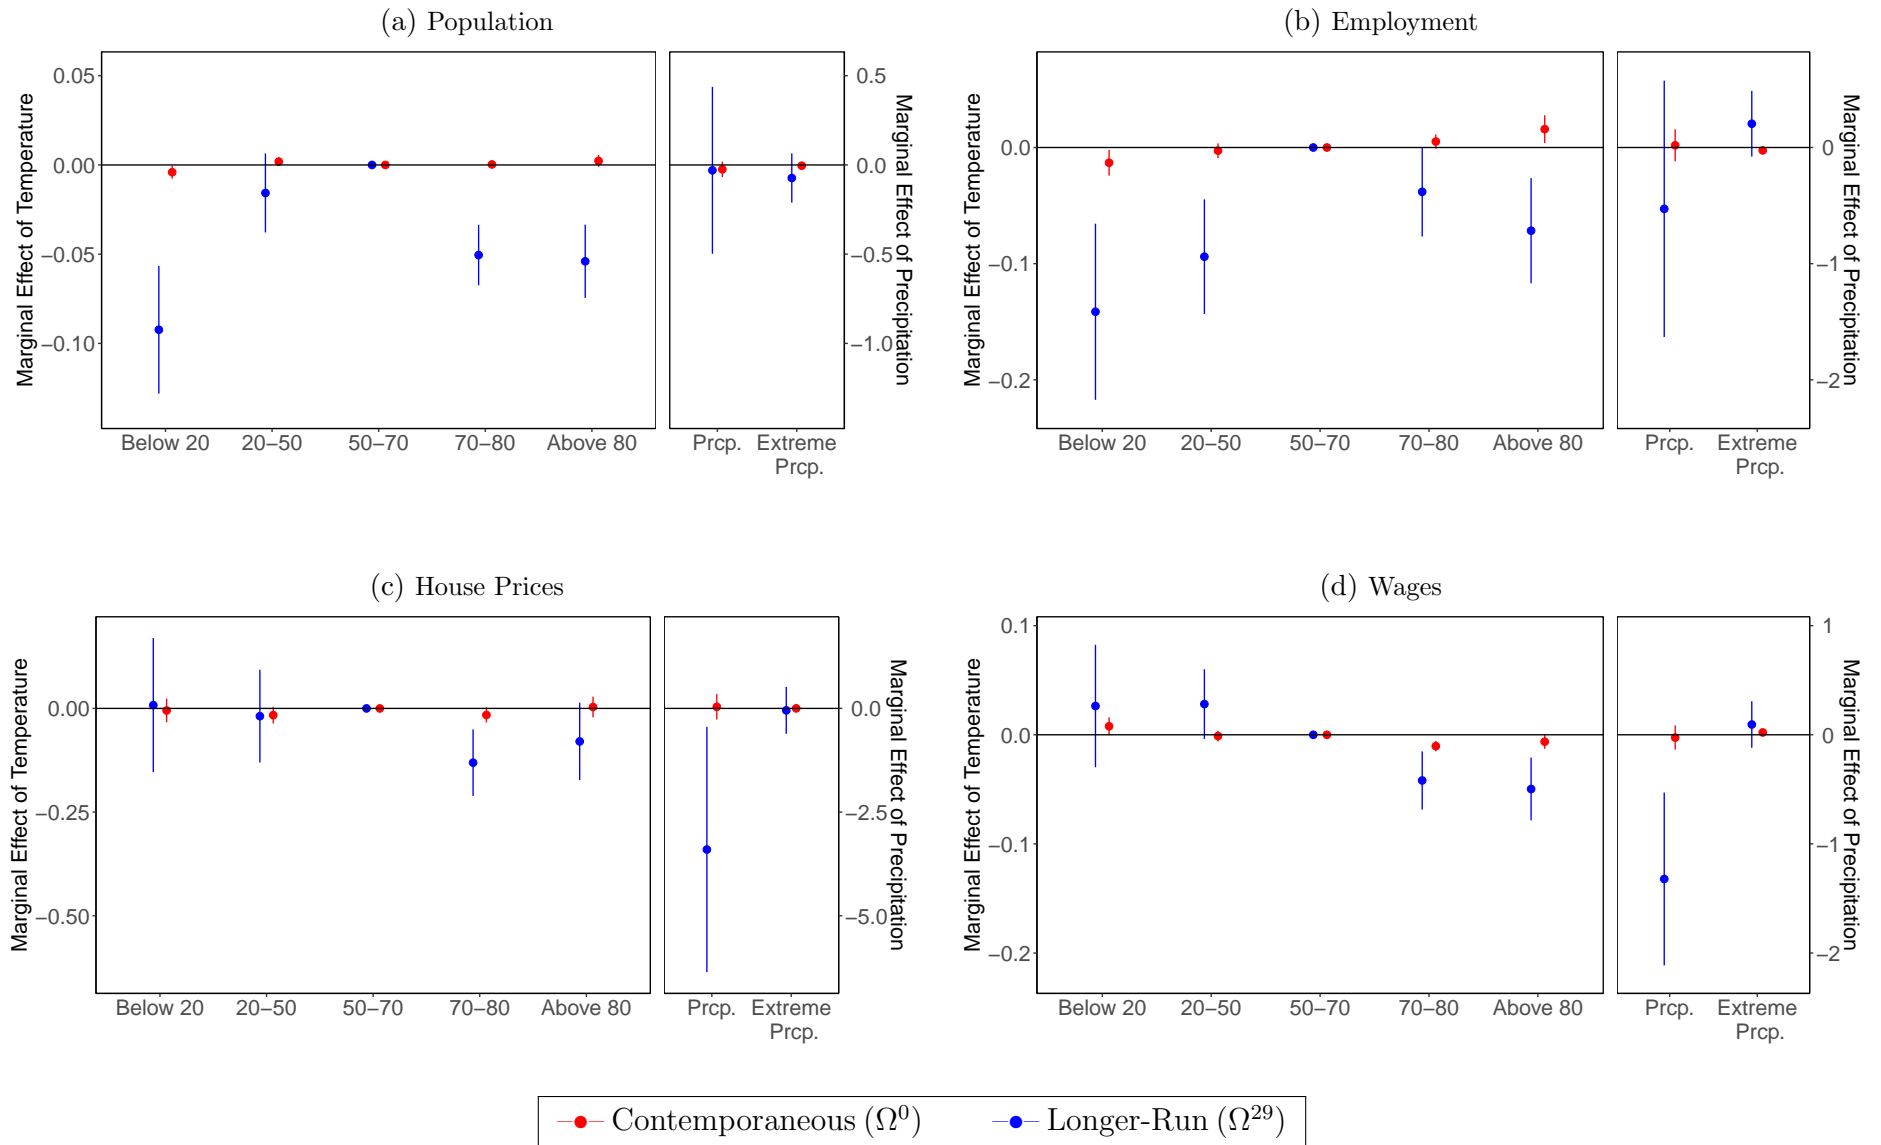 (a) Population
Marginal Effect of Temperature
0.05
0.00
−0.05
−0.10
Below 20 20−50 50−70 70−80 Above 80
Prcp. Extreme
Prcp.
0.5
0.0
−0.5
−1.0
Marginal Effect of Precipitation
(b) Employment
Marginal Effect of Temperature
0.0
−0.1
−0.2
Below 20 20−50 50−70 70−80 Above 80
Prcp. Extreme
Prcp.
0
−1
−2
Marginal Effect of Precipitation
(c) House Prices
Marginal Effect of Temperature
0.00
−0.25
−0.50
Below 20 20−50 50−70 70−80 Above 80
Prcp. Extreme
Prcp.
0.0
−2.5
−5.0
Marginal Effect of Precipitation
(d) Wages
Marginal Effect of Temperature
0.1
0.0
−0.1
−0.2
Below 20 20−50 50−70 70−80 Above 80
Prcp. Extreme
Prcp.
1
0
−1
−2
Marginal Effect of Precipitation
Contemporaneous (Ω⁰) Longer-Run (Ω²⁹)